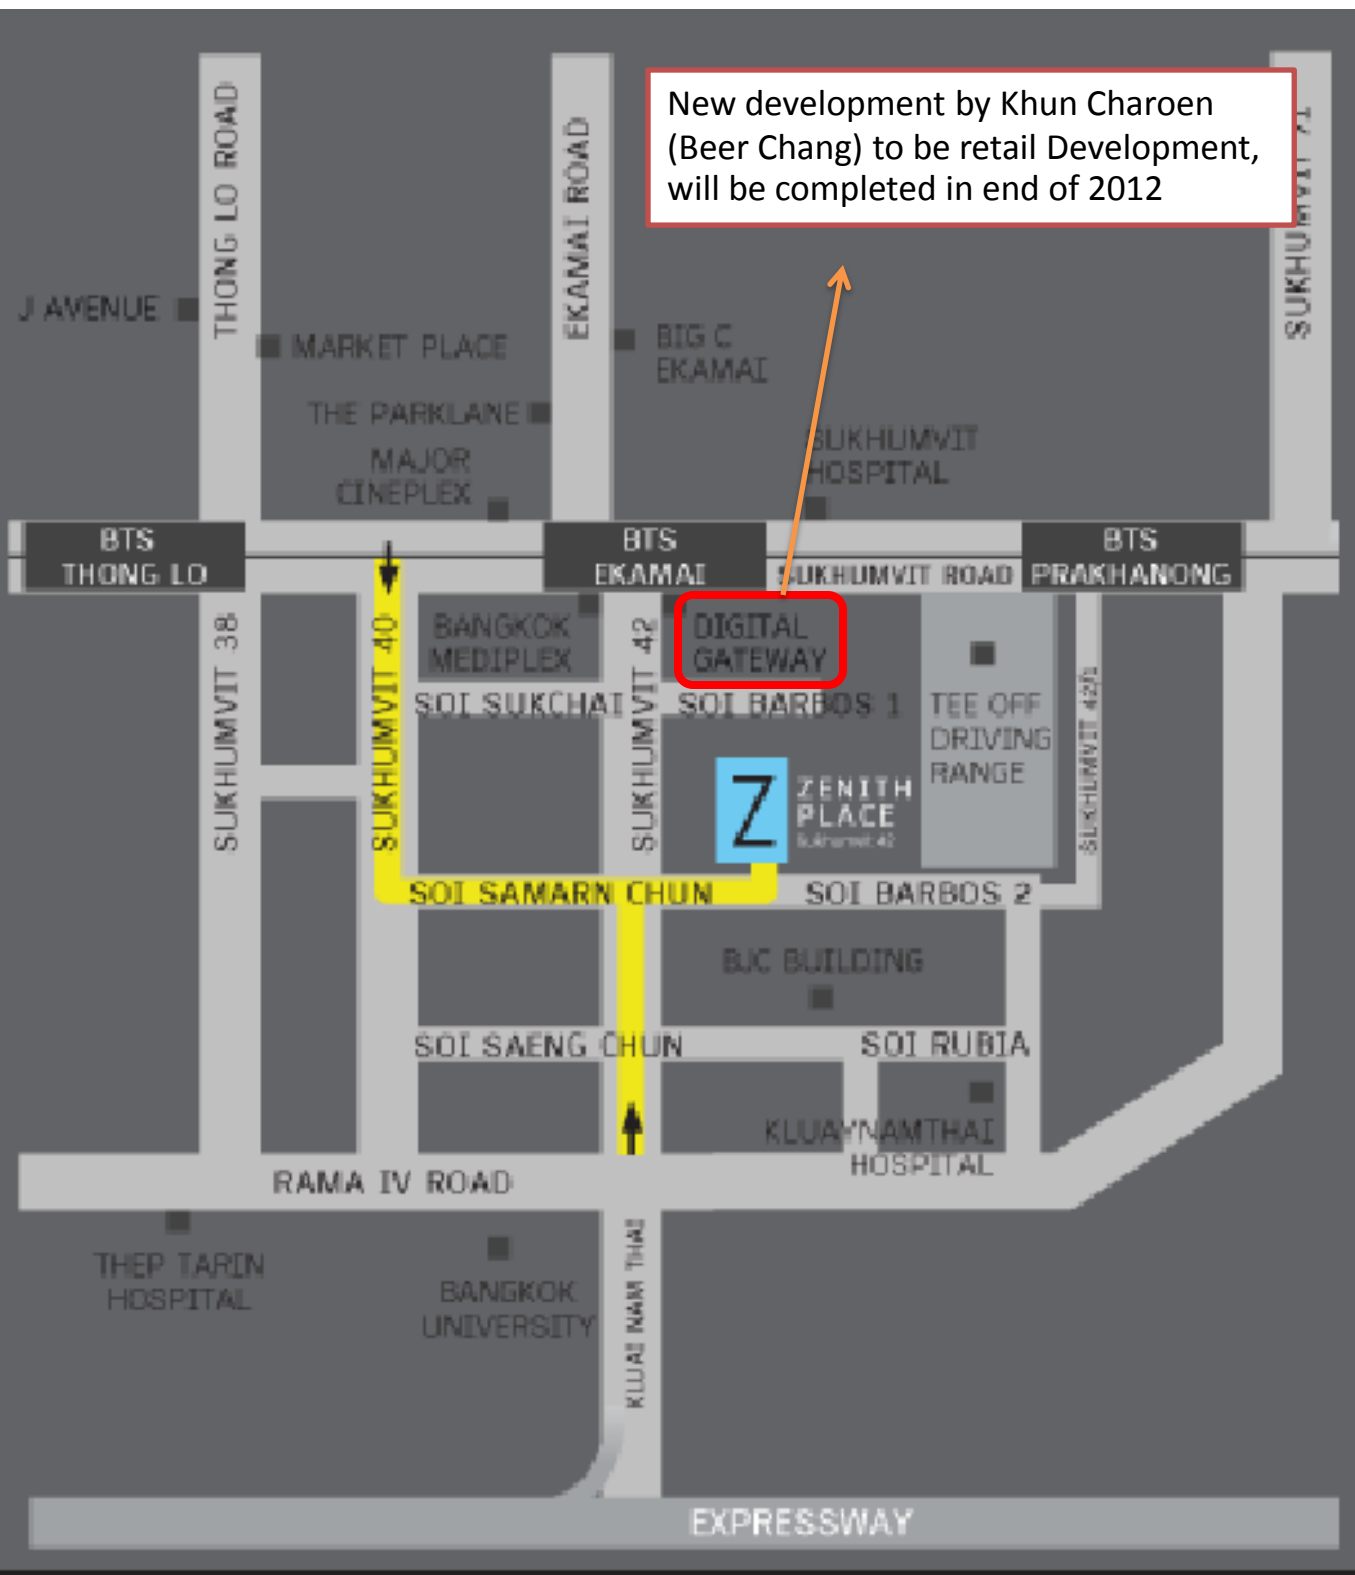 New development by Khun Charoen
(Beer Chang) to be retail Development,
will be completed in end of 2012
THONG LO ROAD
EKAMAI ROAD
SUKHUMVIT 71
J AVENUE
MARKET PLACE
BIG C
EKAMAI
THE PARKLANE
MAJOR
CINEPLEX
SUKHUMVIT
HOSPITAL
BTS
THONG LO
BTS
EKAMAI
SUKHUMVIT ROAD
BTS
PRAKHANONG
SUKHUMVIT 38
SUKHUMVIT 40
BANGKOK
MEDIPLEX
SUKHUMVIT 42
DIGITAL
GATEWAY
SOI SUKCHAI
SOI BARBOS 1
TEE OFF
DRIVING
RANGE
SUKHUMVIT 42/1
Z
ZENITH
PLACE
Sukhumvit 42
SOI SAMARN CHUN
SOI BARBOS 2
BJC BUILDING
SOI SAENG CHUN
SOI RUBIA
KLUAYNAMTHAI
HOSPITAL
RAMA IV ROAD
THEP TARIN
HOSPITAL
BANGKOK
UNIVERSITY
KLUAI NAM THAI
EXPRESSWAY